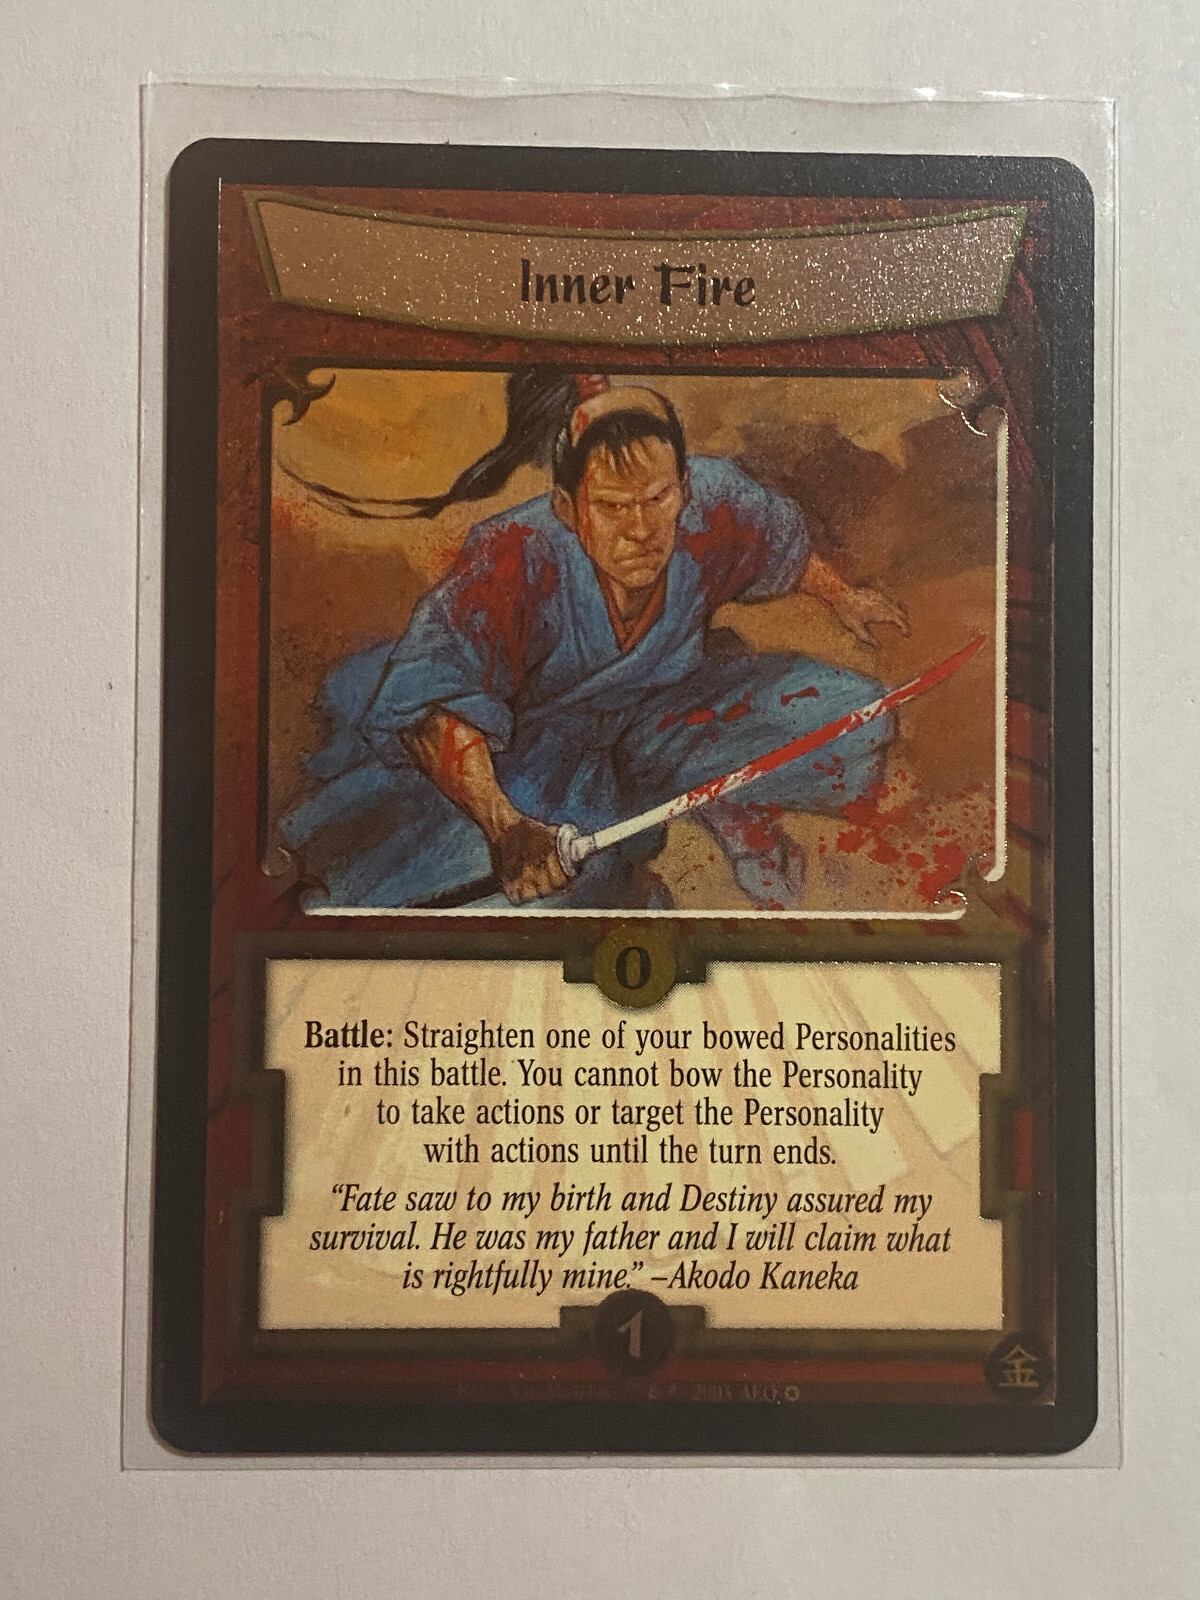 Inner Fire
0
Battle: Straighten one of your bowed Personalities
in this battle. You cannot bow the Personality
to take actions or target the Personality
with actions until the turn ends.
“Fate saw to my birth and Destiny assured my
survival. He was my father and I will claim what
is rightfully mine.” –Akodo Kaneka
1
金
2003 AEG